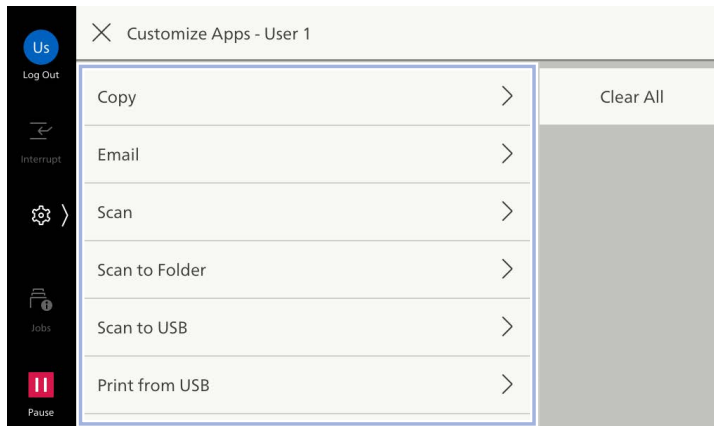 Us
Log Out
Interrupt
Jobs
Pause
Customize Apps - User 1
Copy
Email
Scan
Scan to Folder
Scan to USB
Print from USB
Clear All